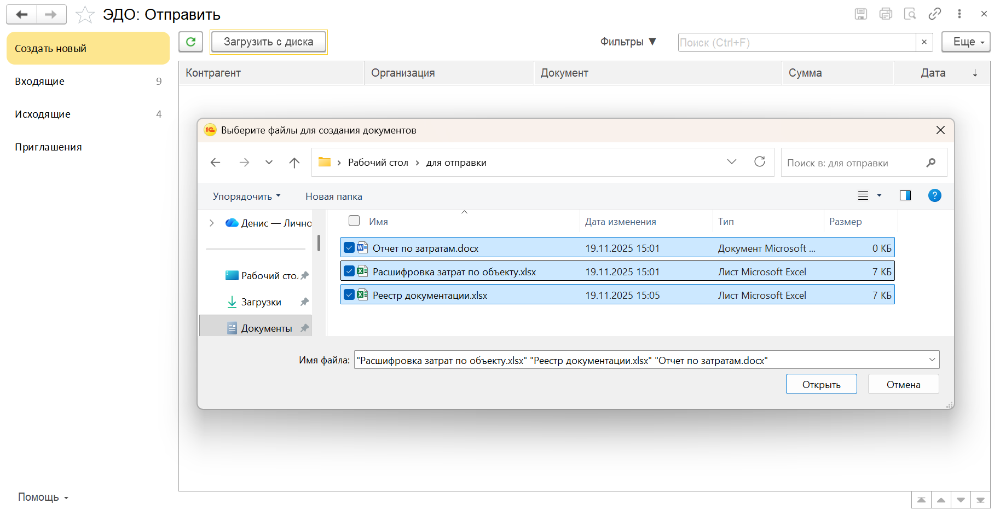 ЭДО: Отправить
Создать новый
Входящие 9
Исходящие 4
Приглашения
Помощь
Загрузить с диска
Фильтры ▼
Поиск (Ctrl+F)
×
Еще
Контрагент Организация Документ Сумма Дата ↓
1С Выберите файлы для создания документов
Рабочий стол > для отправки
Поиск в: для отправки
Упорядочить Новая папка
?
Денис — Лично
Рабочий стол
Загрузки
Документы
Имя Дата изменения Тип Размер
Отчет по затратам.docx 19.11.2025 15:01 Документ Microsoft ... 0 КБ
Расшифровка затрат по объекту.xlsx 19.11.2025 15:01 Лист Microsoft Excel 7 КБ
Реестр документации.xlsx 19.11.2025 15:05 Лист Microsoft Excel 7 КБ
Имя файла: "Расшифровка затрат по объекту.xlsx" "Реестр документации.xlsx" "Отчет по затратам.docx"
Открыть Отмена